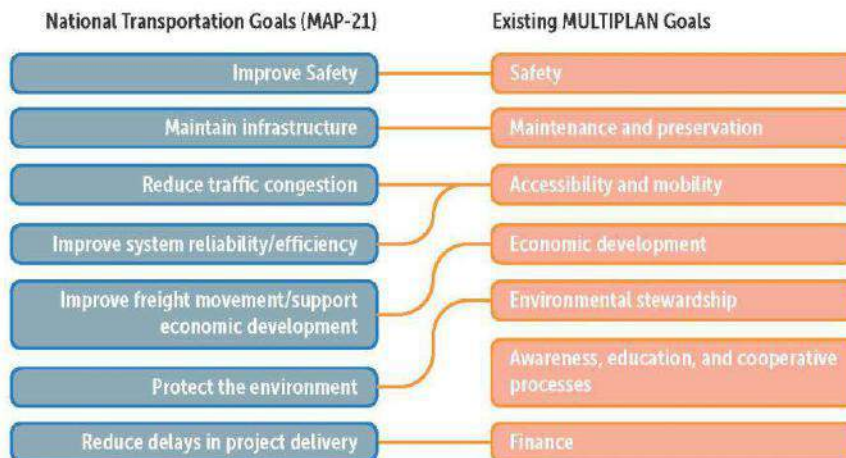 National Transportation Goals (MAP-21)
Existing MULTIPLAN Goals
Improve Safety
Safety
Maintain infrastructure
Maintenance and preservation
Reduce traffic congestion
Accessibility and mobility
Improve system reliability/efficiency
Economic development
Improve freight movement/support
economic development
Environmental stewardship
Awareness, education, and cooperative
processes
Protect the environment
Reduce delays in project delivery
Finance